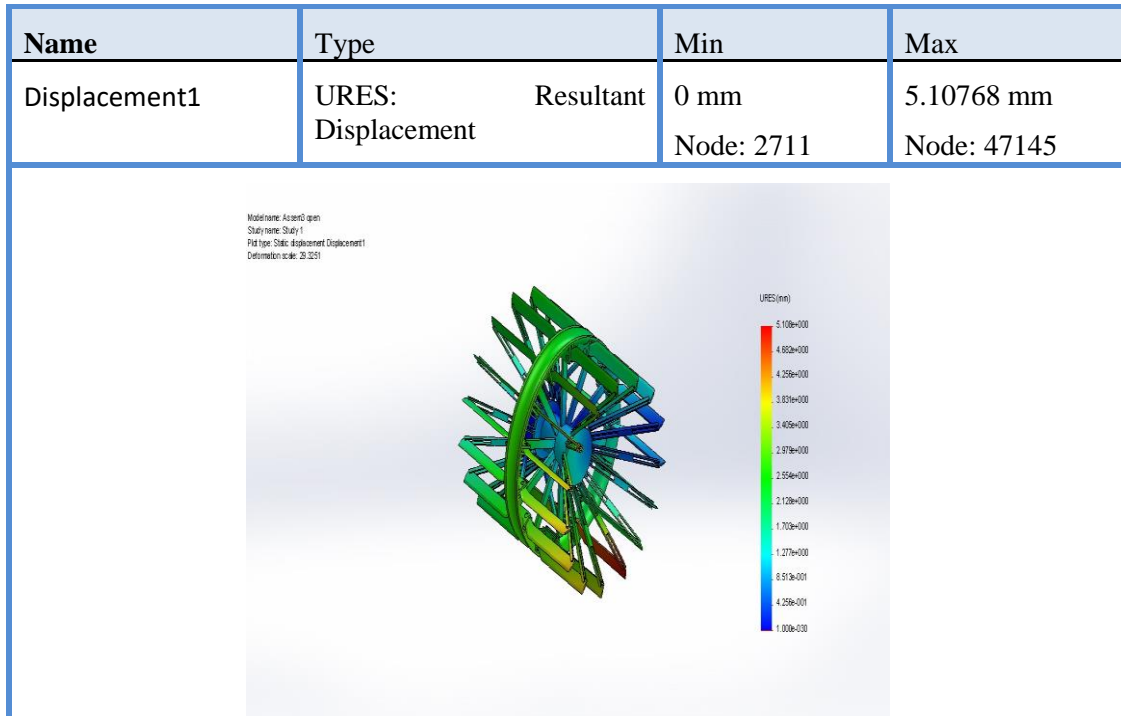 Name Type Min Max
Displacement1 URES: Resultant 0 mm 5.10768 mm
Displacement Node: 2711 Node: 47145
Model name: Assem3 open
Study name: Study 1
Plot type: Static displacement Displacement1
Deformation scale: 29.3251
URES (mm)
5.108e+000
4.682e+000
4.256e+000
3.831e+000
3.405e+000
2.979e+000
2.554e+000
2.128e+000
1.703e+000
1.277e+000
8.513e-001
4.256e-001
1.000e-030